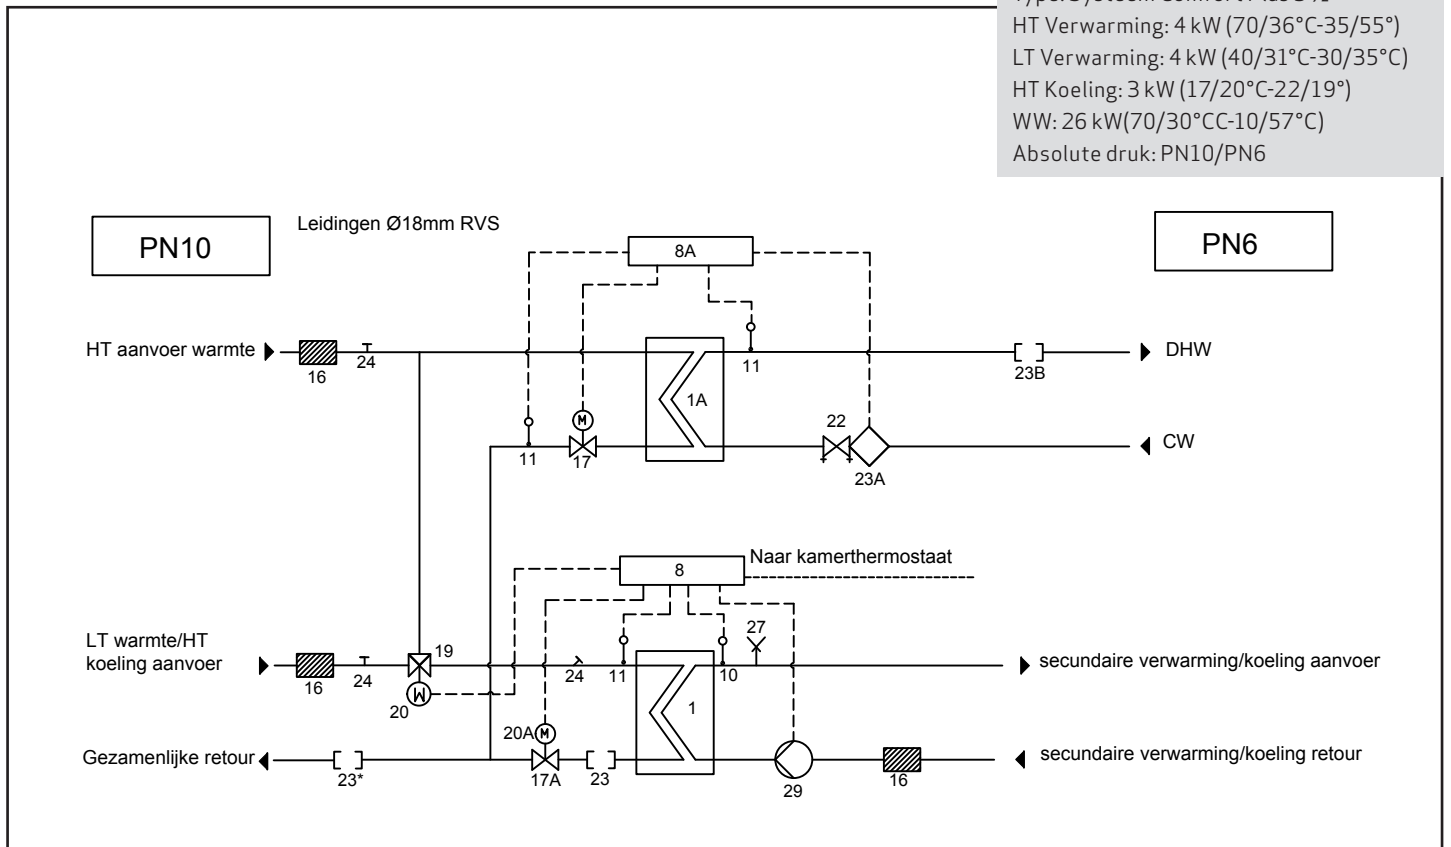 HT Verwarming: 4 kW (70/36°C-35/55°)
LT Verwarming: 4 kW (40/31°C-30/35°C)
HT Koeling: 3 kW (17/20°C-22/19°)
WW: 26 kW(70/30°CC-10/57°C)
Absolute druk: PN10/PN6
PN10
Leidingen Ø18mm RVS
8A
PN6
HT aanvoer warmte
16
24
1A
11
23B
DHW
11
17
22
23A
CW
8
Naar kamerthermostaat
LT warmte/HT
koeling aanvoer
16
24
19
20
24
11
1
10
27
secundaire verwarming/koeling aanvoer
Gezamenlijke retour
23*
20A
M
17A
23
29
16
secundaire verwarming/koeling retour
M
M